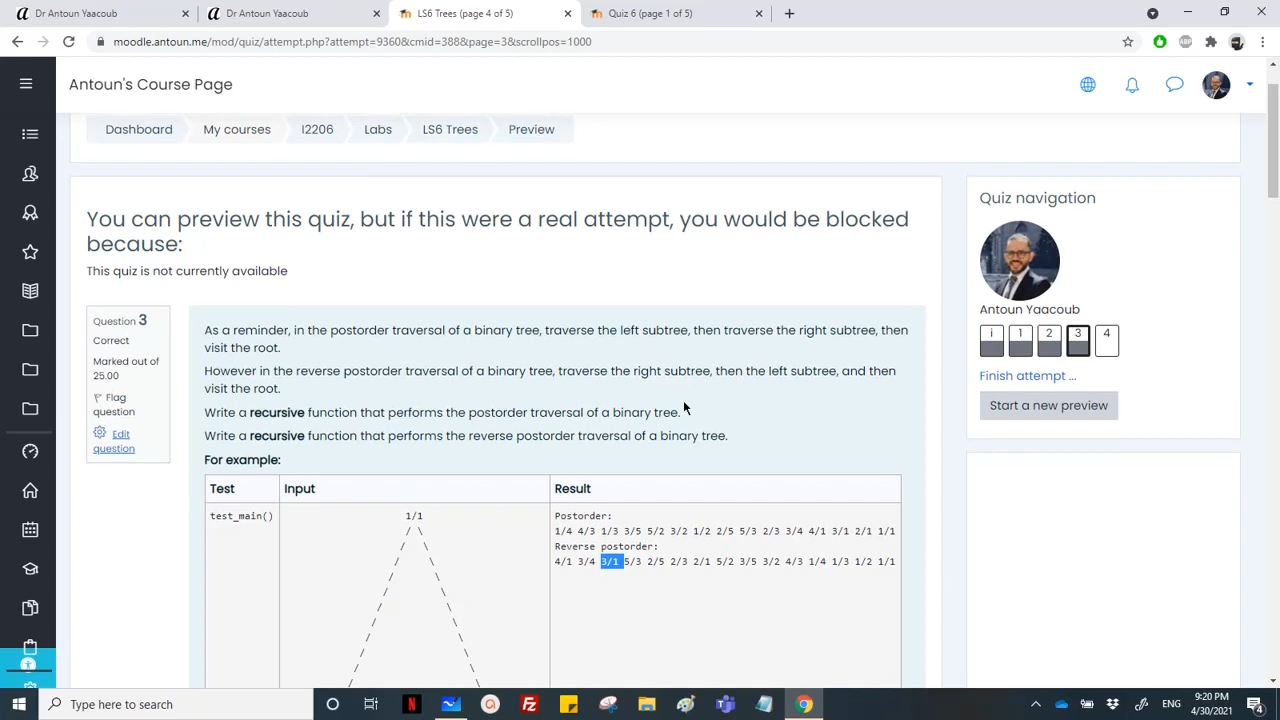 Dr Antoun Yaacoub
Dr Antoun Yaacoub
LS6 Trees (page 4 of 5)
Quiz 6 (page 1 of 5)
moodle.antoun.me/mod/quiz/attempt.php?attempt=9360&cmid=388&page=3&scrollpos=1000
Antoun's Course Page
Dashboard My courses I2206 Labs LS6 Trees Preview
You can preview this quiz, but if this were a real attempt, you would be blocked
because:
This quiz is not currently available
Question 3
Correct
Marked out of
25.00
Flag
question
Edit
question
As a reminder, in the postorder traversal of a binary tree, traverse the left subtree, then traverse the right subtree, then
visit the root.
However in the reverse postorder traversal of a binary tree, traverse the right subtree, then the left subtree, and then
visit the root.
Write a recursive function that performs the postorder traversal of a binary tree.
Write a recursive function that performs the reverse postorder traversal of a binary tree.
For example:
Test Input Result
test_main() 1/1 Postorder:
/ \ 1/4 4/3 1/3 3/5 5/2 3/2 1/2 2/5 5/3 2/3 3/4 4/1 3/1 2/1 1/1
/ \ Reverse postorder:
/ \ 4/1 3/4 3/1 5/3 2/5 2/3 2/1 5/2 3/5 3/2 4/3 1/4 1/3 1/2 1/1
/ \
/ \
/ \
/ \
/ \
/ \
/ \
Quiz navigation
Antoun Yaacoub
i 1 2 3 4
Finish attempt ...
Start a new preview
Type here to search
ENG
9:20 PM
4/30/2021
4